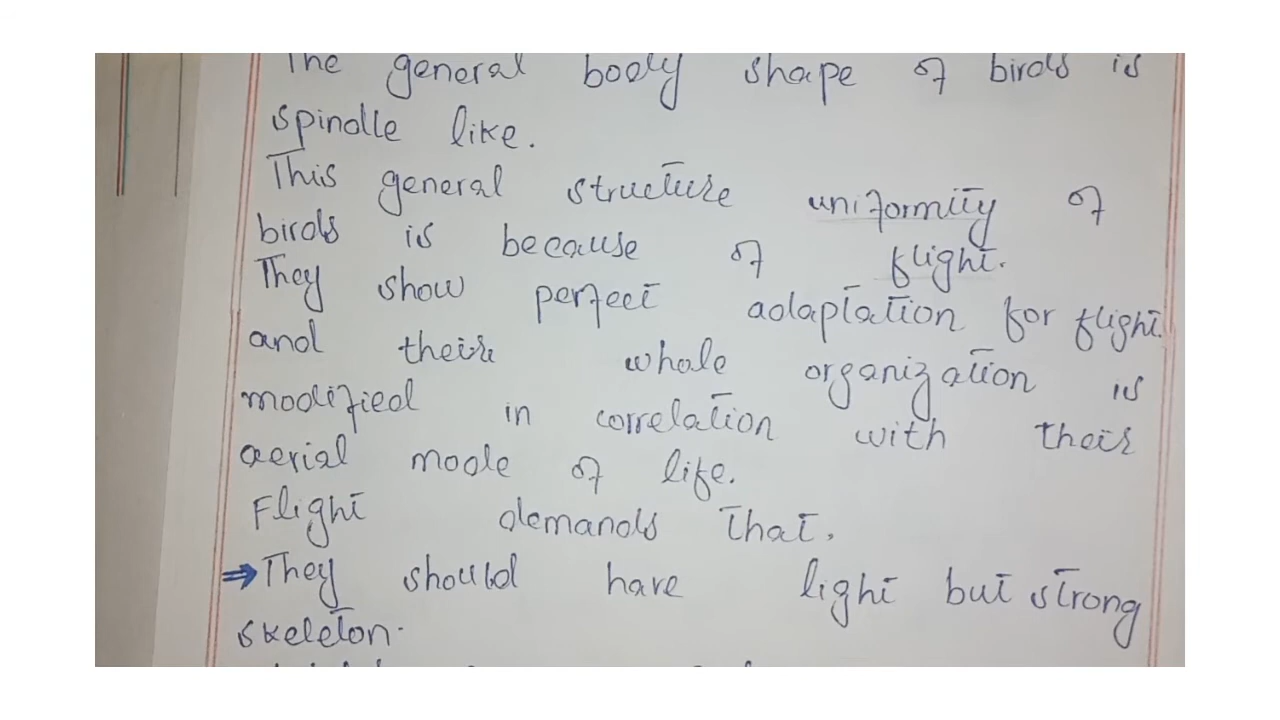 The general body shape of birds is
spindle like.
This general structure uniformity of
birds is because of flight.
They show perfect adaptation for flight.
and their whole organization is
modified in correlation with their
aerial mode of life.
Flight demands that.
⇒They should have light but strong
skeleton.